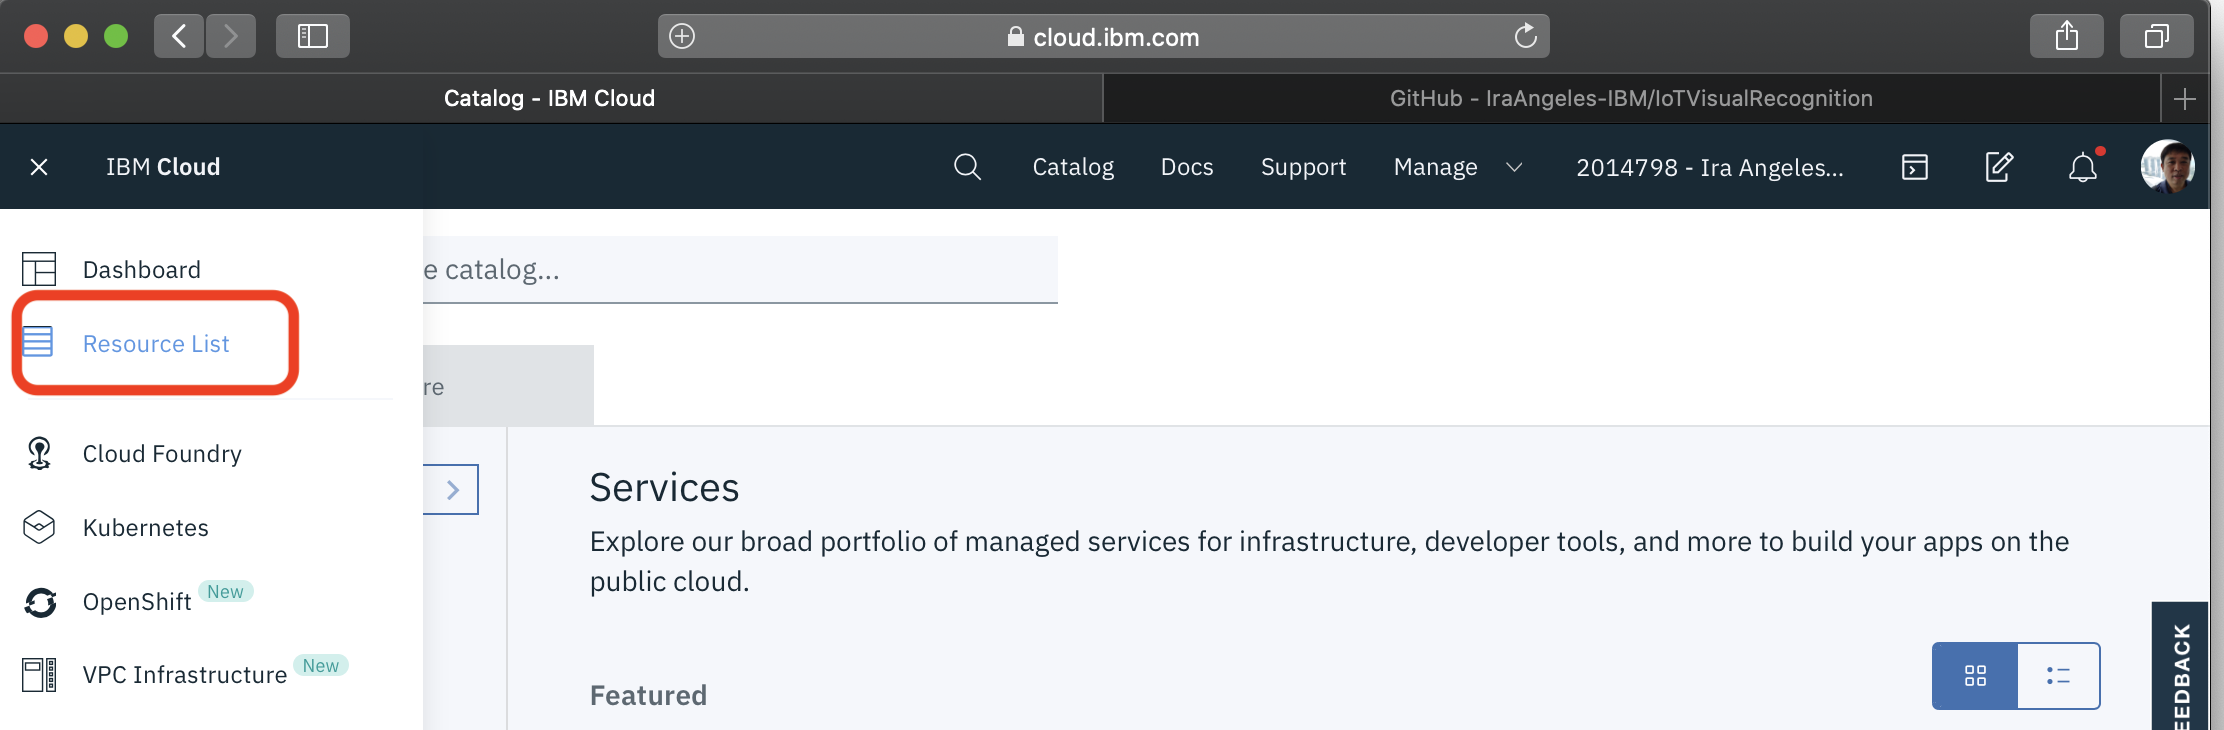 cloud.ibm.com
Catalog - IBM Cloud
GitHub - IraAngeles-IBM/IoTVisualRecognition
IBM Cloud
Catalog
Docs
Support
Manage
2014798 - Ira Angeles...
Dashboard
Resource List
Cloud Foundry
Kubernetes
OpenShift New
VPC Infrastructure New
e catalog...
re
Services
Explore our broad portfolio of managed services for infrastructure, developer tools, and more to build your apps on the
public cloud.
Featured
EEDBACK